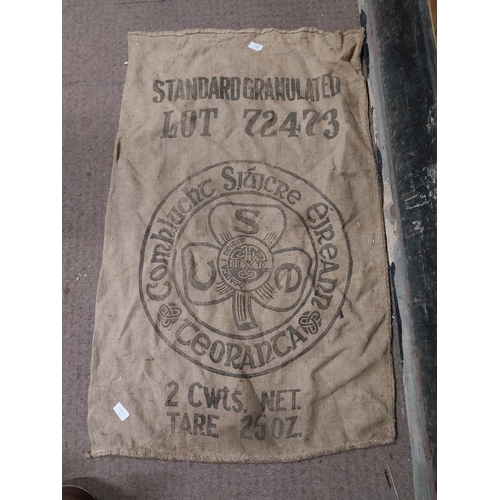 STANDARD GRANULATED
LOT 72473
Comhlucht Siúicre Éireann
Teoranta
S
C
e
2 Cwts. NET.
TARE 25 OZ.